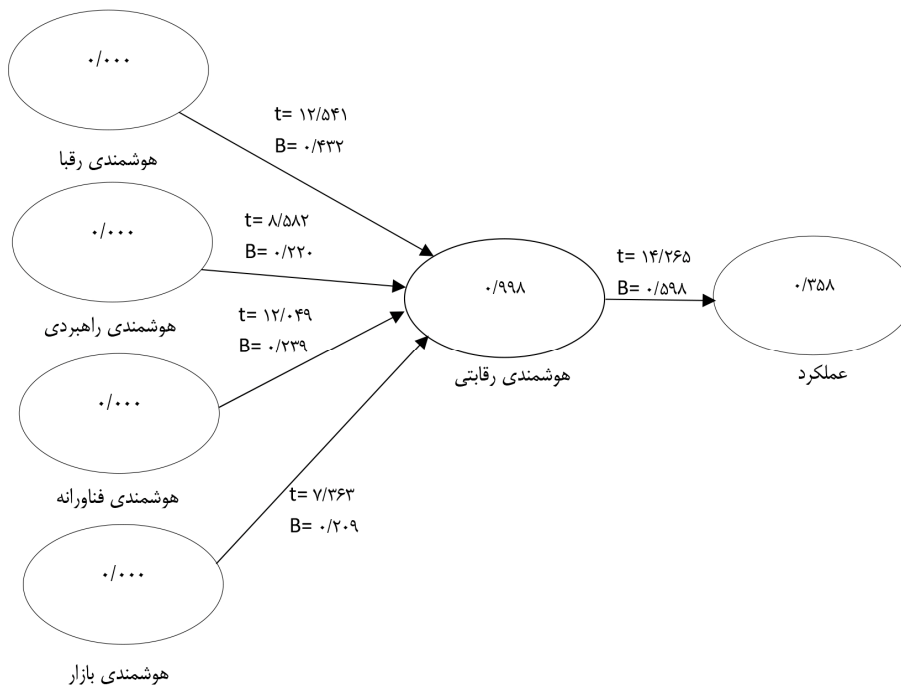 ۰/۰۰۰
t= ۱۲/۵۴۱
B= ۰/۴۳۲
هوشمندی رقبا
۰/۰۰۰
t= ۸/۵۸۲
B= ۰/۲۲۰
هوشمندی راهبردی
t= ۱۲/۰۴۹
B= ۰/۲۳۹
۰/۰۰۰
هوشمندی فناورانه
t= ۷/۳۶۳
B= ۰/۲۰۹
۰/۰۰۰
هوشمندی بازار
۰/۹۹۸
هوشمندی رقابتی
t= ۱۴/۲۶۵
B= ۰/۵۹۸
۰/۳۵۸
عملکرد